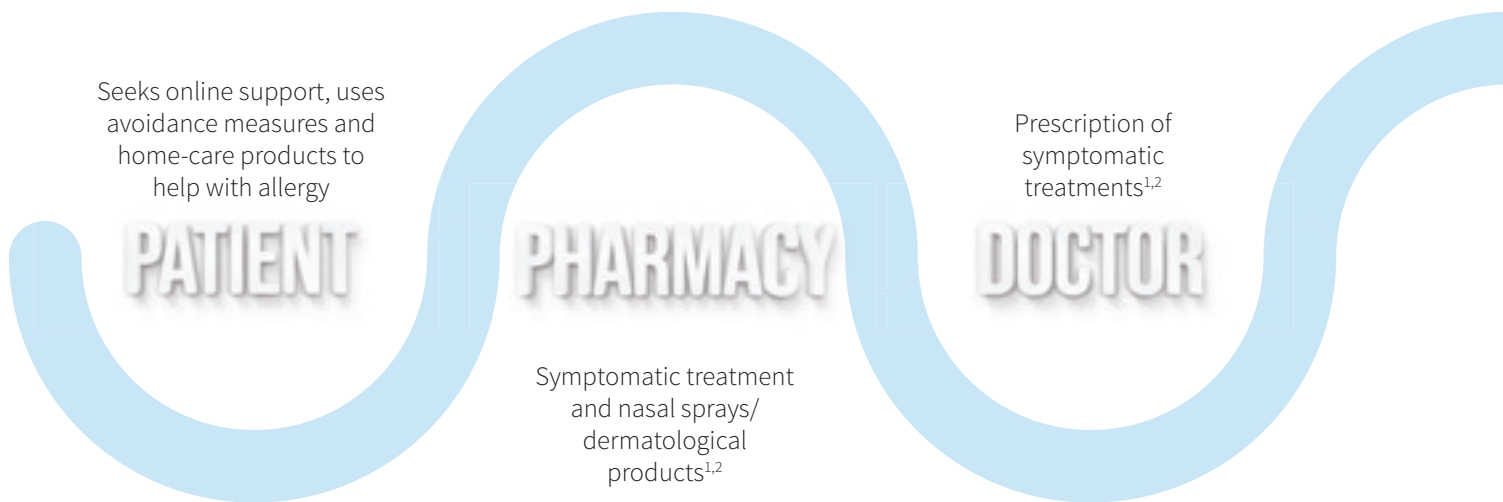 Seeks online support, uses
avoidance measures and
home-care products to
help with allergy
PATIENT
PHARMACY
Symptomatic treatment
and nasal sprays/
dermatological
products1,2
Prescription of
symptomatic
treatments1,2
DOCTOR